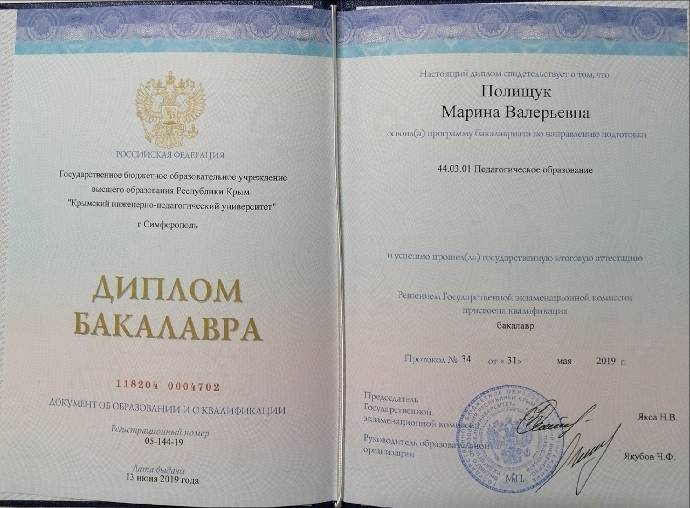 РОССИЙСКАЯ ФЕДЕРАЦИЯ
Государственное бюджетное образовательное учреждение
высшего образования Республики Крым
"Крымский инженерно-педагогический университет"
г Симферополь
ДИПЛОМ
БАКАЛАВРА
118204 0004702
ДОКУМЕНТ ОБ ОБРАЗОВАНИИ И О КВАЛИФИКАЦИИ
Регистрационный номер
05-144-19
Дата выдачи
13 июня 2019 года
Настоящий диплом свидетельствует о том, что
Полищук
Марина Валерьевна
освоил(а) программу бакалавриата по направлению подготовки
44.03.01 Педагогическое образование
и успешно прошел(ла) государственную итоговую аттестацию
Решением Государственной экзаменационной комиссии
присвоена квалификация
бакалавр
Протокол № 34 от «31» мая 2019 г.
Председатель
Государственной
экзаменационной комиссии
Якса Н.В.
Руководитель образовательной
организации
Якубов Ч.Ф.
М.П.